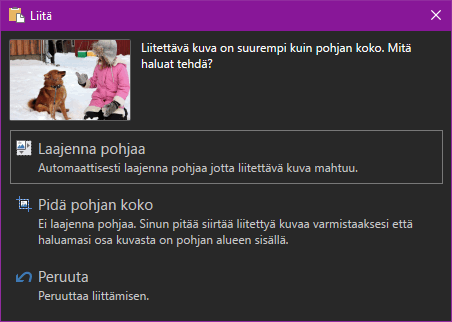 Liitä
Liitettävä kuva on suurempi kuin pohjan koko. Mitä
haluat tehdä?
Laajenna pohjaa
Automaattisesti laajenna pohjaa jotta liitettävä kuva mahtuu.
Pidä pohjan koko
Ei laajenna pohjaa. Sinun pitää siirtää liitettyä kuvaa varmistaaksesi että
haluamasi osa kuvasta on pohjan alueen sisällä.
Peruuta
Peruuttaa liittämisen.